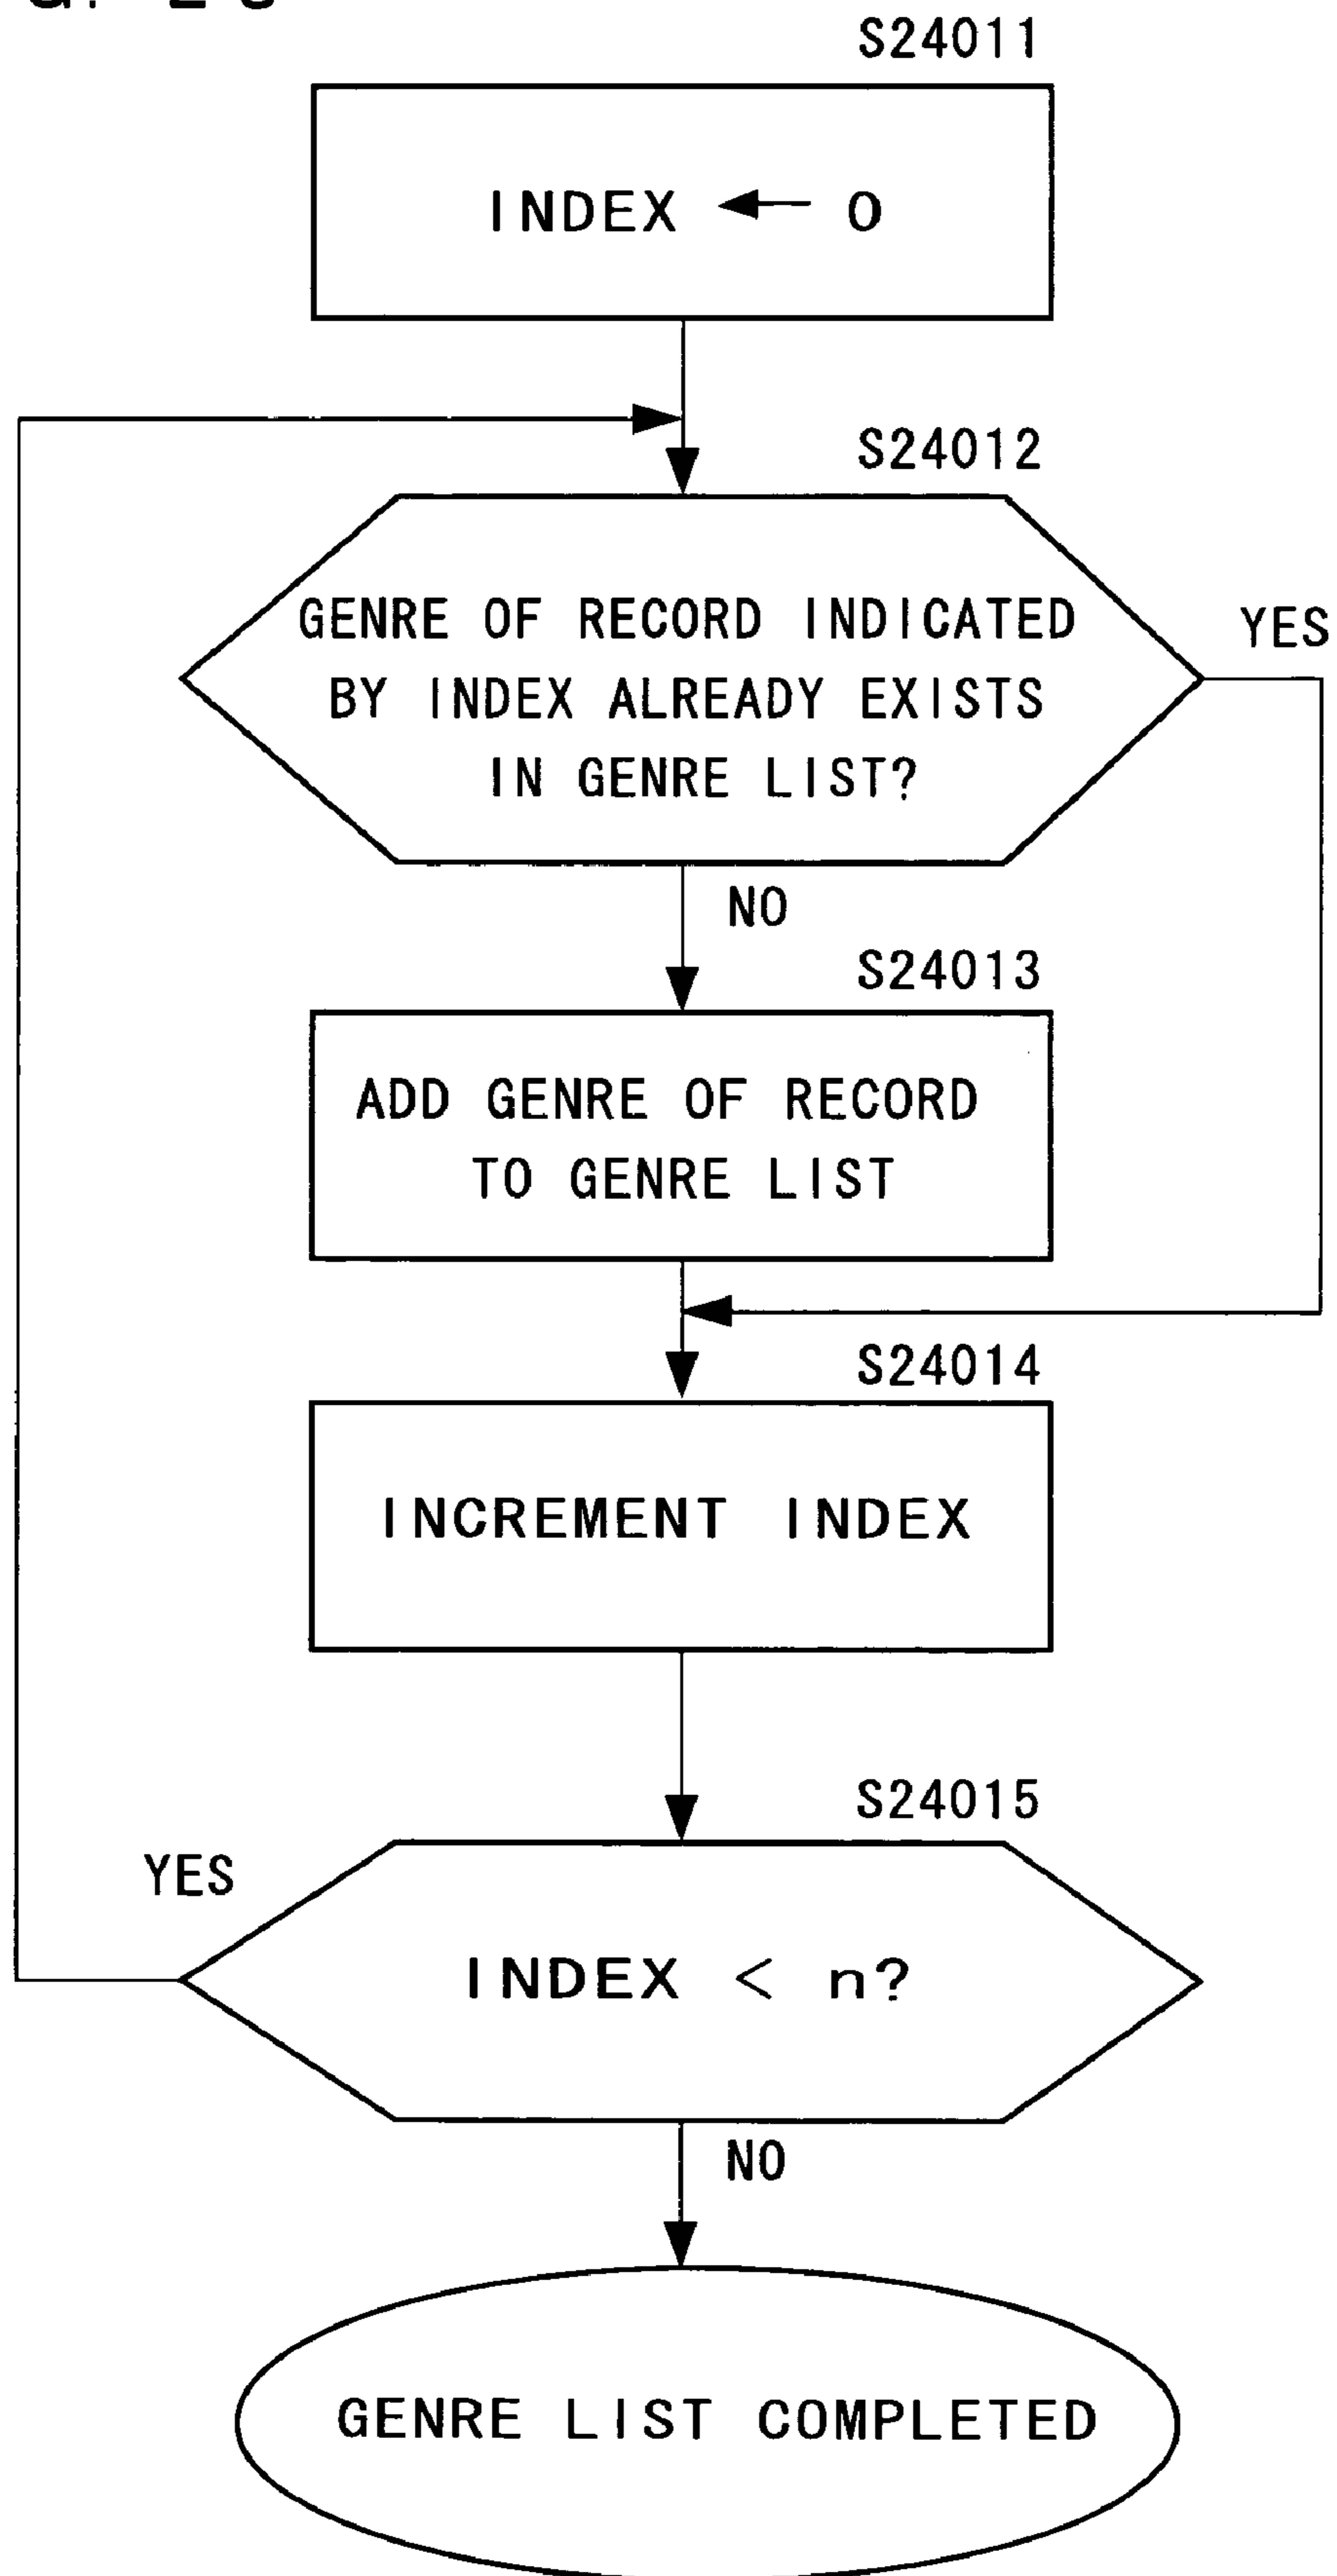 S24011
INDEX ← 0
S24012
GENRE OF RECORD INDICATED
BY INDEX ALREADY EXISTS
IN GENRE LIST?
YES
NO
S24013
ADD GENRE OF RECORD
TO GENRE LIST
S24014
INCREMENT INDEX
S24015
YES
INDEX < n?
NO
GENRE LIST COMPLETED